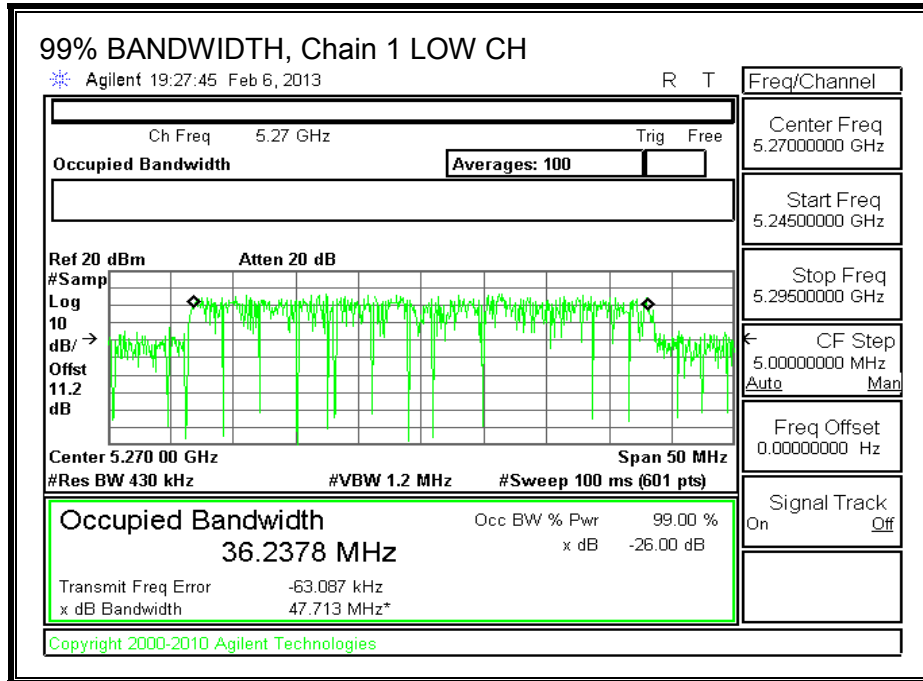 99% BANDWIDTH, Chain 1 LOW CH
Agilent 19:27:45 Feb 6, 2013 R T
Freq/Channel
Ch Freq 5.27 GHz Trig Free
Occupied Bandwidth Averages: 100
Center Freq
5.27000000 GHz
Start Freq
5.24500000 GHz
Stop Freq
5.29500000 GHz
CF Step
5.00000000 MHz
Auto Man
Freq Offset
0.00000000 Hz
Signal Track
On Off
Ref 20 dBm Atten 20 dB
#Samp
Log
10
dB/
Offst
11.2
dB
Center 5.270 00 GHz Span 50 MHz
#Res BW 430 kHz #VBW 1.2 MHz #Sweep 100 ms (601 pts)
Occupied Bandwidth Occ BW % Pwr 99.00 %
36.2378 MHz x dB -26.00 dB
Transmit Freq Error -63.087 kHz
x dB Bandwidth 47.713 MHz*
Copyright 2000-2010 Agilent Technologies